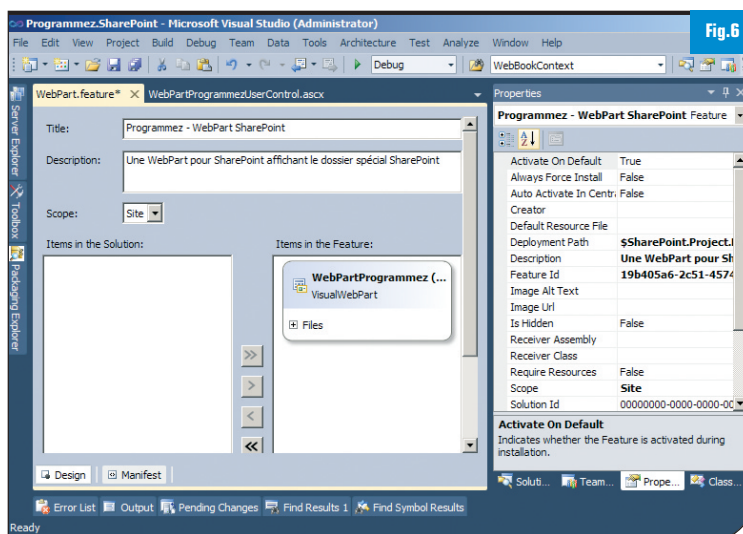 Programmez.SharePoint - Microsoft Visual Studio (Administrator)
Fig.6
File Edit View Project Build Debug Team Data Tools Architecture Test Analyze Window Help
Debug
WebBookContext
Server Explorer
Toolbox
Packaging Explorer
WebPart.feature* WebPartProgrammezUserControl.ascx
Title: Programmez - WebPart SharePoint
Description: Une WebPart pour SharePoint affichant le dossier spécial SharePoint
Scope: Site
Items in the Solution:
Items in the Feature:
WebPartProgrammez (...
VisualWebPart
Files
Design Manifest
Properties
Programmez - WebPart SharePoint Feature
Activate On Default True
Always Force Install False
Auto Activate In Centr False
Creator
Default Resource File
Deployment Path $SharePoint.Project.
Description Une WebPart pour Sh
Feature Id 19b405a6-2c51-4574
Image Alt Text
Image Url
Is Hidden False
Receiver Assembly
Receiver Class
Require Resources False
Scope Site
Solution Id 00000000-0000-0000-00
Activate On Default
Indicates whether the Feature is activated during
installation.
Soluti... Team... Prope... Class...
Error List Output Pending Changes Find Results 1 Find Symbol Results
Ready